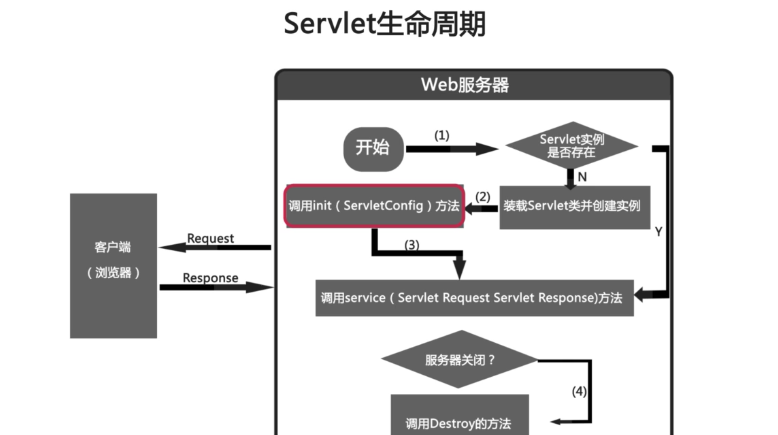 Servlet生命周期
Web服务器
开始
(1)
Servlet实例
是否存在
N
Y
调用init（ServletConfig）方法
(2)
装载Servlet类并创建实例
(3)
客户端
（浏览器）
Request
Response
调用service（Servlet Request Servlet Response)方法
服务器关闭？
(4)
调用Destroy的方法